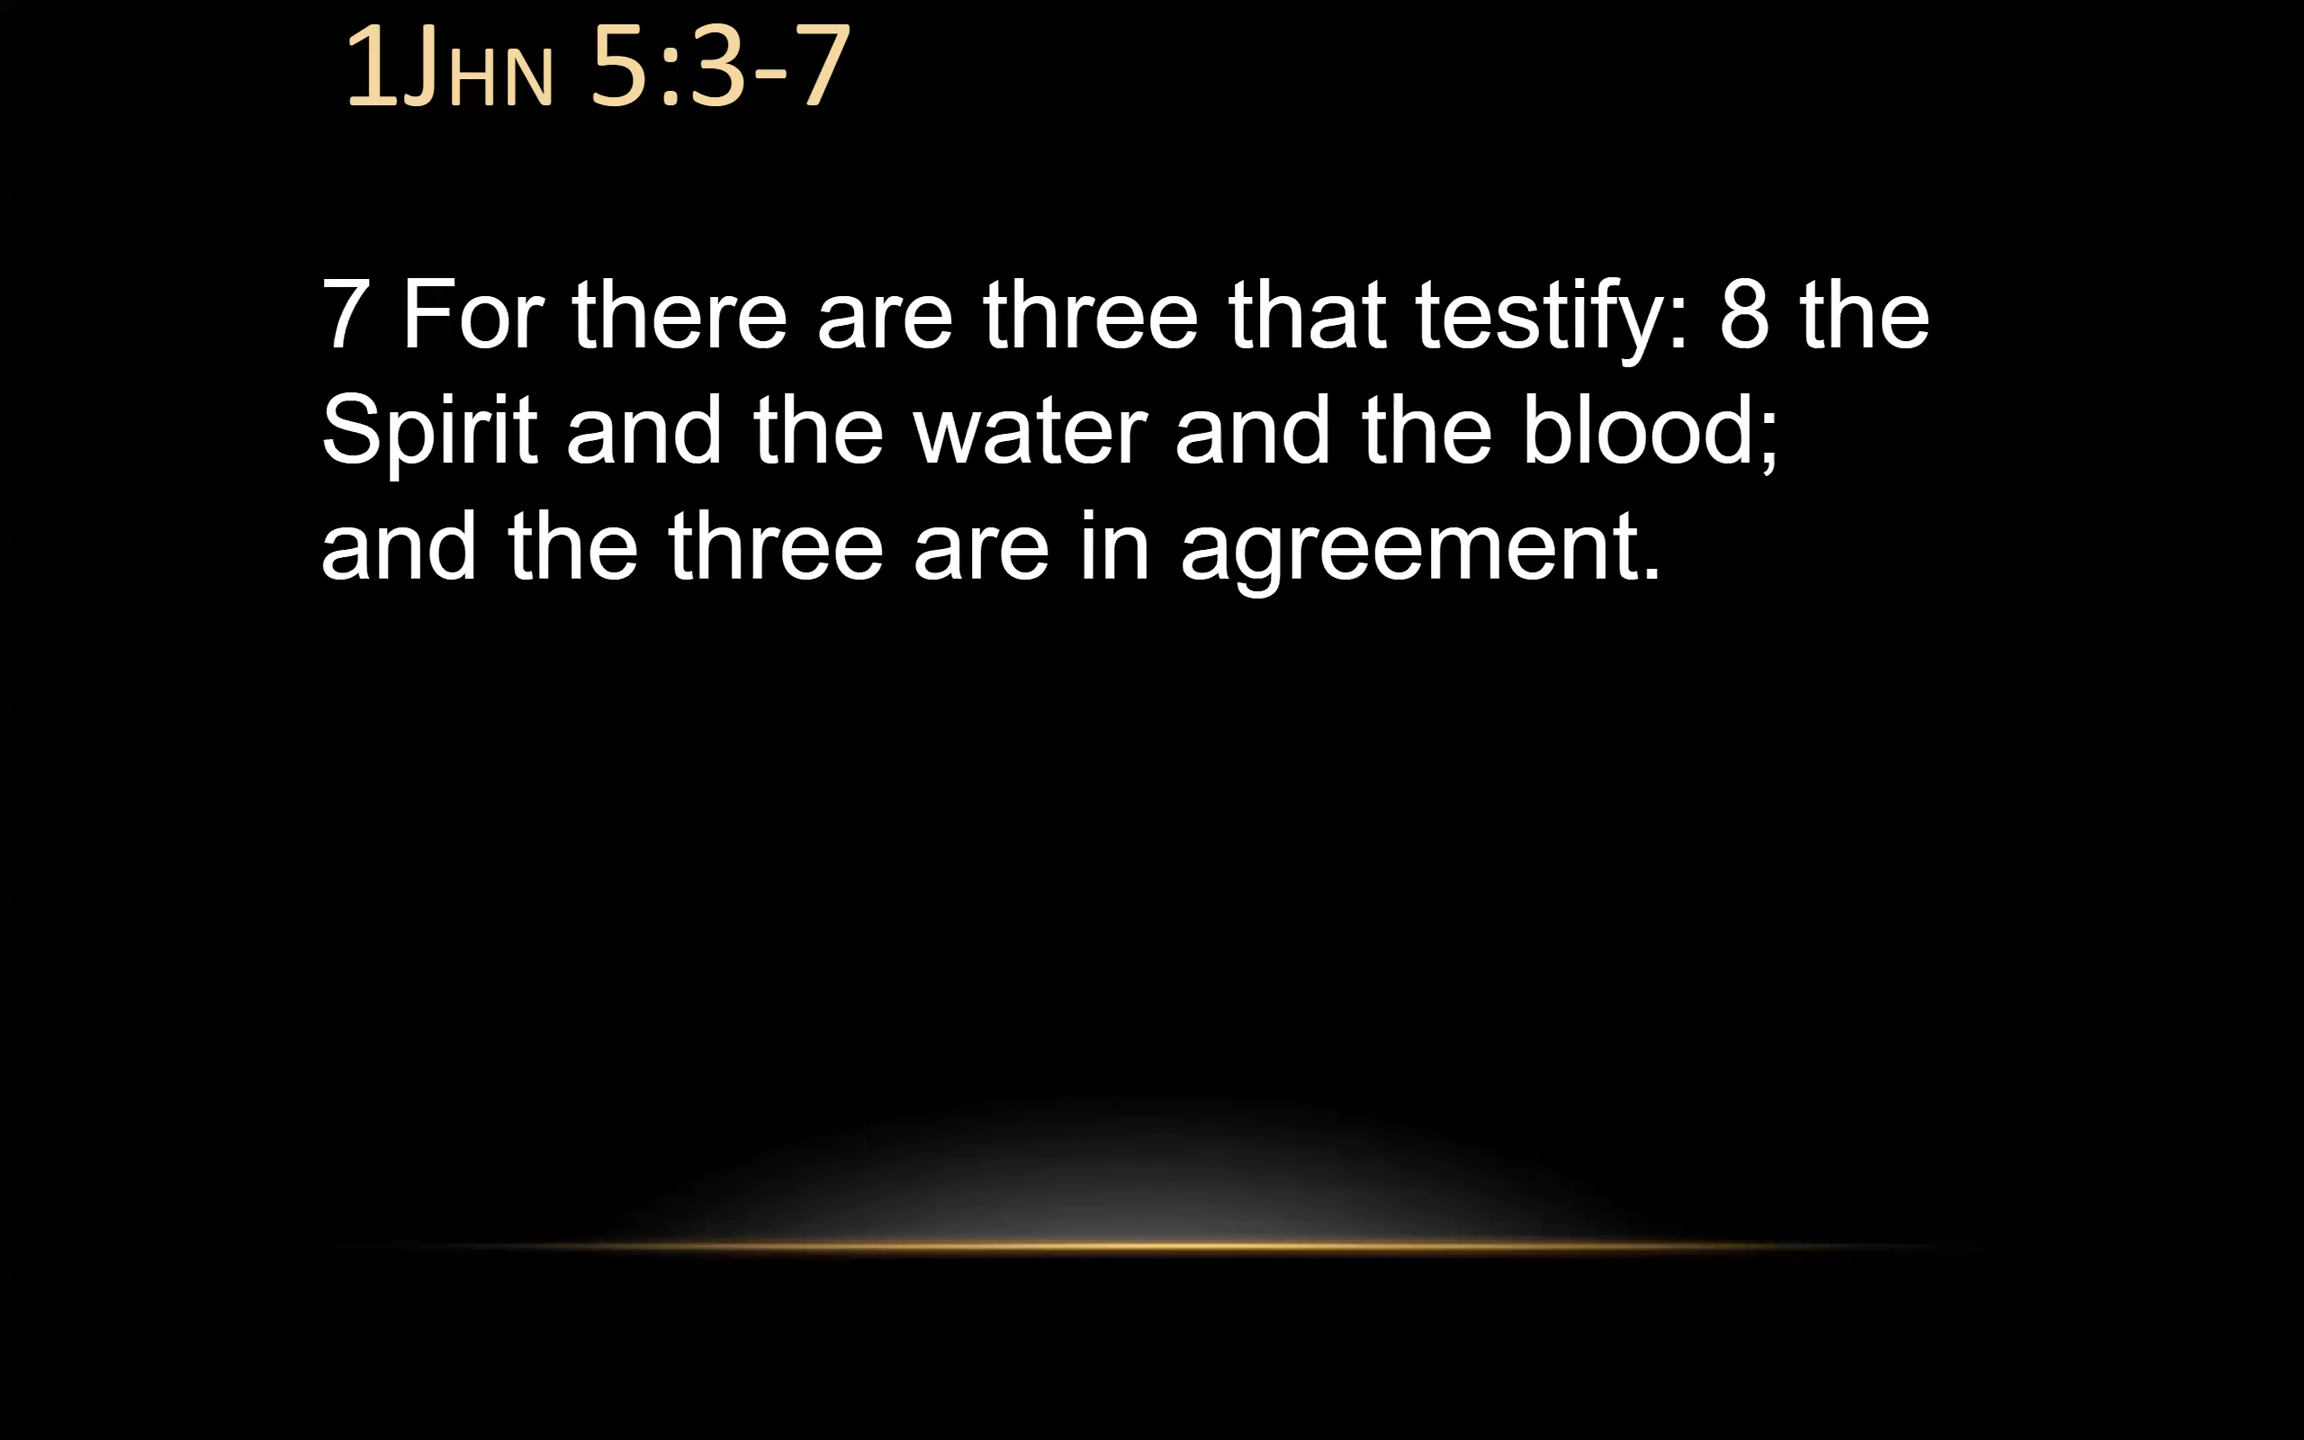 1JHN 5:3-7
7 For there are three that testify: 8 the
Spirit and the water and the blood;
and the three are in agreement.